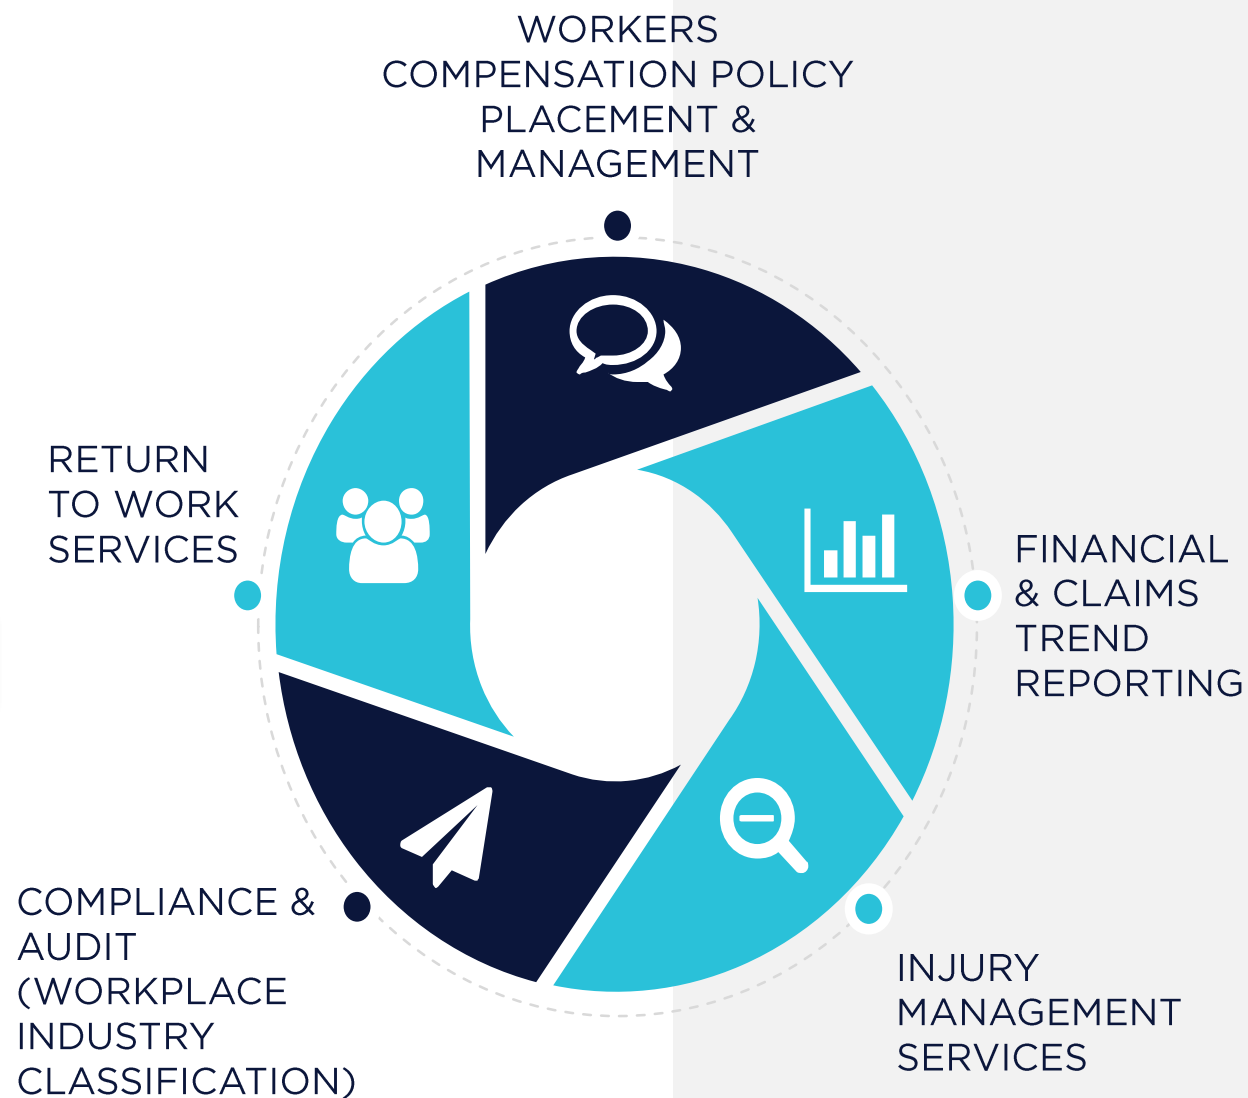 WORKERS
COMPENSATION POLICY
PLACEMENT &
MANAGEMENT
RETURN
TO WORK
SERVICES
FINANCIAL
& CLAIMS
TREND
REPORTING
COMPLIANCE &
AUDIT
(WORKPLACE
INDUSTRY
CLASSIFICATION)
INJURY
MANAGEMENT
SERVICES